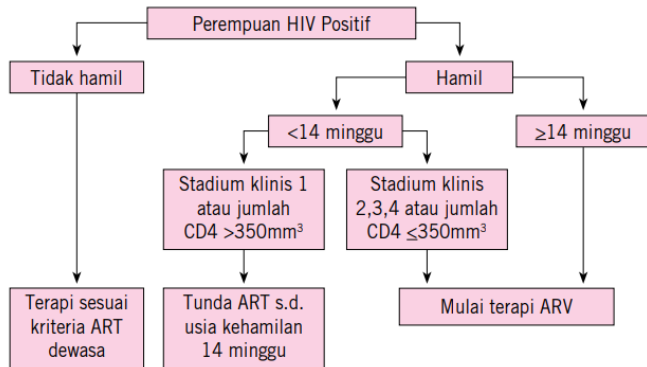 Perempuan HIV Positif
Tidak hamil
Hamil
<14 minggu
≥14 minggu
Stadium klinis 1
atau jumlah
CD4 >350mm³
Stadium klinis
2,3,4 atau jumlah
CD4 ≤350mm³
Terapi sesuai
kriteria ART
dewasa
Tunda ART s.d.
usia kehamilan
14 minggu
Mulai terapi ARV